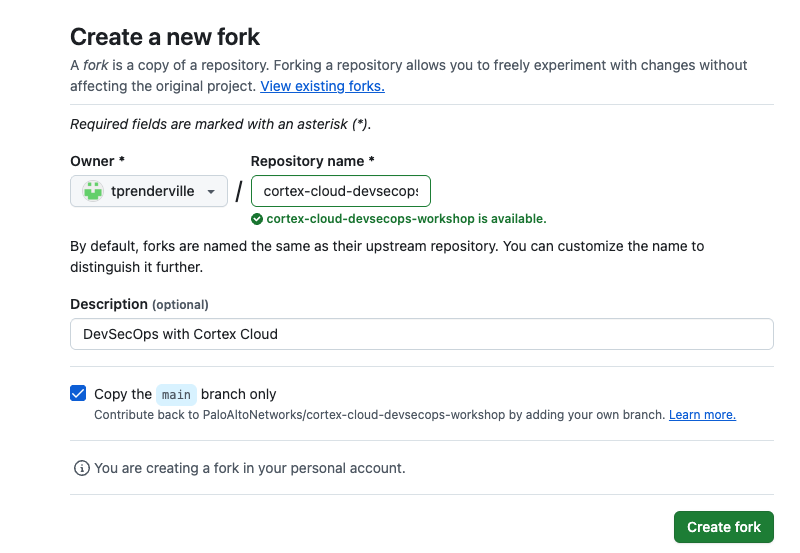 Create a new fork
A fork is a copy of a repository. Forking a repository allows you to freely experiment with changes without
affecting the original project. View existing forks.
Required fields are marked with an asterisk (*).
Owner *
Repository name *
tprenderville
/
cortex-cloud-devsecops
cortex-cloud-devsecops-workshop is available.
By default, forks are named the same as their upstream repository. You can customize the name to
distinguish it further.
Description (optional)
DevSecOps with Cortex Cloud
Copy the main branch only
Contribute back to PaloAltoNetworks/cortex-cloud-devsecops-workshop by adding your own branch. Learn more.
You are creating a fork in your personal account.
Create fork